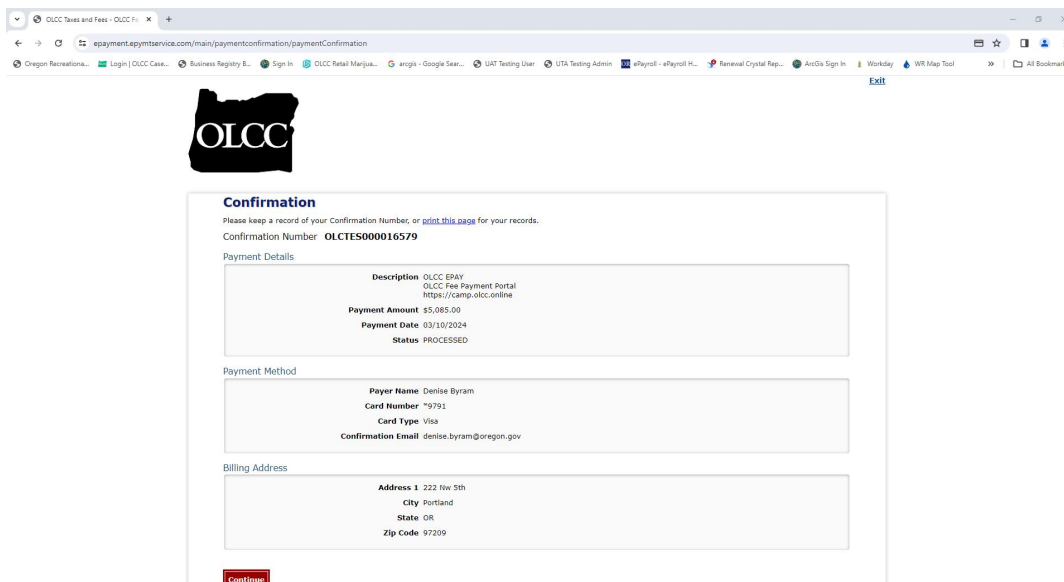 OLCC Taxes and Fees - OLCC Fe
epayment.epymtservice.com/main/paymentconfirmation/paymentConfirmation
Oregon Recreationa... Login | OLCC Case... Business Registry B... Sign In OLCC Retail Marijua... arcgis - Google Sear... UAT Testing User UTA Testing Admin ePayroll - ePayroll H... Renewal Crystal Rep... ArcGis Sign In Workday WR Map Tool » All Bookmark
Exit
OLCC
Confirmation
Please keep a record of your Confirmation Number, or print this page for your records.
Confirmation Number OLCTES000016579
Payment Details
Description OLCC EPAY
OLCC Fee Payment Portal
https://camp.olcc.online
Payment Amount $5,085.00
Payment Date 03/10/2024
Status PROCESSED
Payment Method
Payer Name Denise Byram
Card Number *9791
Card Type Visa
Confirmation Email denise.byram@oregon.gov
Billing Address
Address 1 222 Nw 5th
City Portland
State OR
Zip Code 97209
Continue